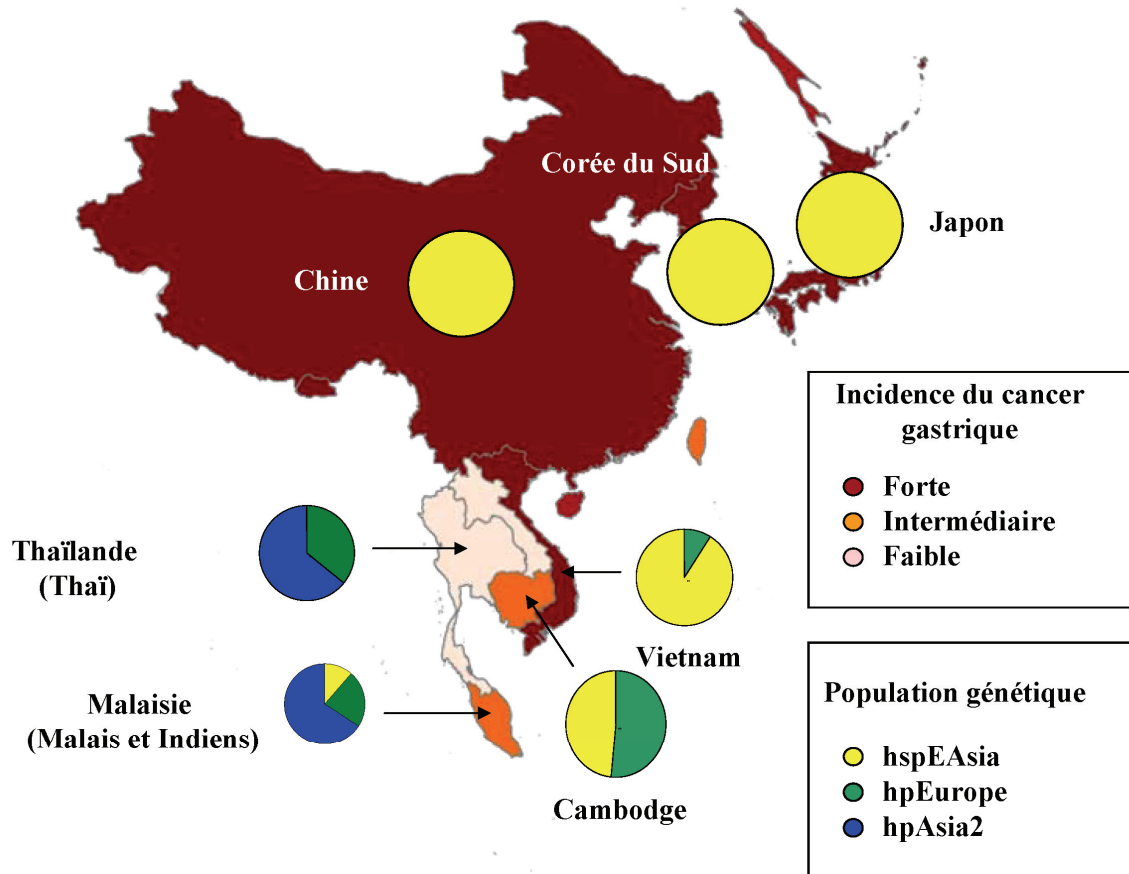 Corée du Sud
Japon
Chine
Incidence du cancer
gastrique
Forte
Intermédiaire
Faible
Thaïlande
(Thaï)
Vietnam
Malaisie
(Malais et Indiens)
Cambodge
Population génétique
hspEAsia
hpEurope
hpAsia2